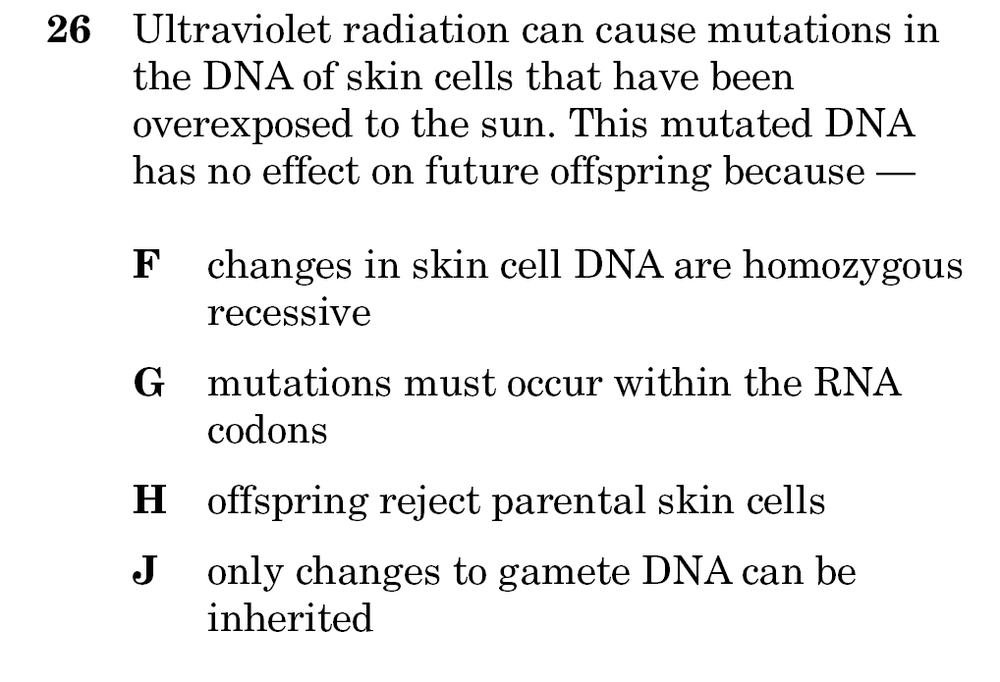 26 Ultraviolet radiation can cause mutations in
the DNA of skin cells that have been
overexposed to the sun. This mutated DNA
has no effect on future offspring because —
F changes in skin cell DNA are homozygous
recessive
G mutations must occur within the RNA
codons
H offspring reject parental skin cells
J only changes to gamete DNA can be
inherited